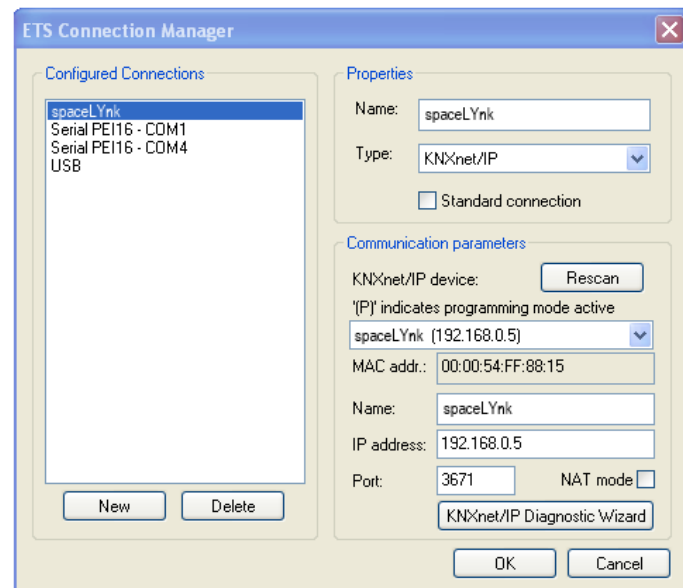 ETS Connection Manager
Configured Connections
spaceLYnk
Serial PEI16 - COM1
Serial PEI16 - COM4
USB
New
Delete
Properties
Name: spaceLYnk
Type: KNXnet/IP
Standard connection
Communication parameters
KNXnet/IP device: Rescan
'(P)' indicates programming mode active
spaceLYnk (192.168.0.5)
MAC addr.: 00:00:54:FF:88:15
Name: spaceLYnk
IP address: 192.168.0.5
Port: 3671 NAT mode
KNXnet/IP Diagnostic Wizard
OK
Cancel